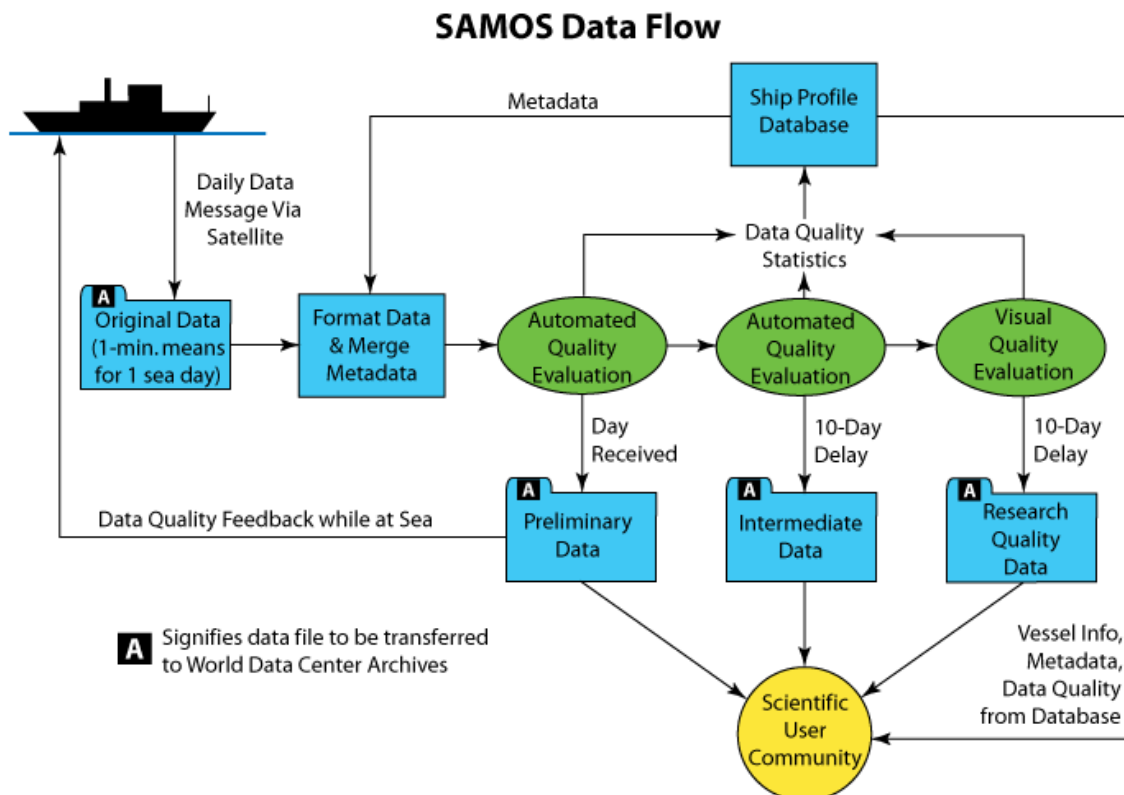 SAMOS Data Flow
Metadata
Ship Profile
Database
Daily Data
Message Via
Satellite
Data Quality
Statistics
A
Original Data
(1-min. means
for 1 sea day)
Format Data
& Merge
Metadata
Automated
Quality
Evaluation
Automated
Quality
Evaluation
Visual
Quality
Evaluation
Day
Received
10-Day
Delay
10-Day
Delay
A
Preliminary
Data
A
Intermediate
Data
A
Research
Quality
Data
Data Quality Feedback while at Sea
A
Signifies data file to be transferred
to World Data Center Archives
Vessel Info,
Metadata,
Data Quality
from Database
Scientific
User
Community